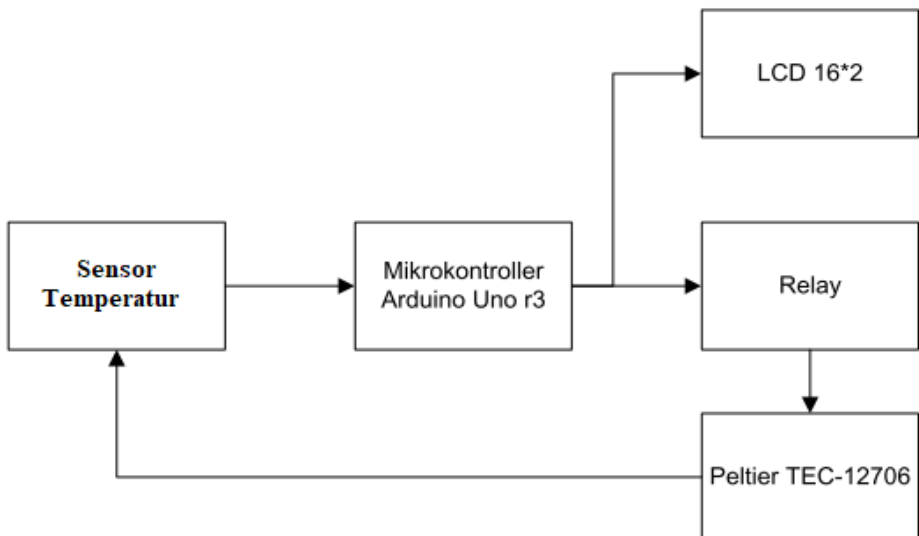 LCD 16*2
Sensor
Temperatur
Mikrokontroller
Arduino Uno r3
Relay
Peltier TEC-12706